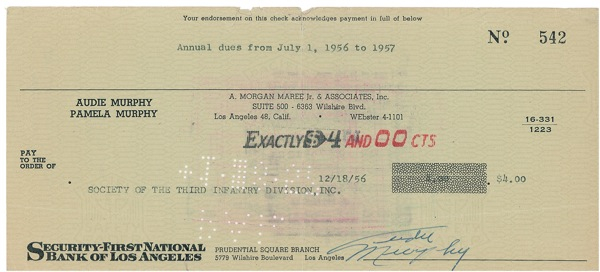 Your endorsement on this check acknowledges payment in full of below
Annual dues from July 1, 1956 to 1957
Nº 542
A. MORGAN MAREE Jr. & ASSOCIATES, Inc.
SUITE 500 - 6363 Wilshire Blvd.
Los Angeles 48, Calif. • WEbster 4-1101
AUDIE MURPHY
PAMELA MURPHY
EXACTLY $4 AND 00 CTS
16-331
1223
PAY
TO THE
ORDER OF
12/18/56
4.00
$4.00
SOCIETY OF THE THIRD INFANTRY DIVISION, INC.
SECURITY-FIRST NATIONAL
BANK OF LOS ANGELES
PRUDENTIAL SQUARE BRANCH
5779 Wilshire Boulevard Los Angeles
Audie
Murphy